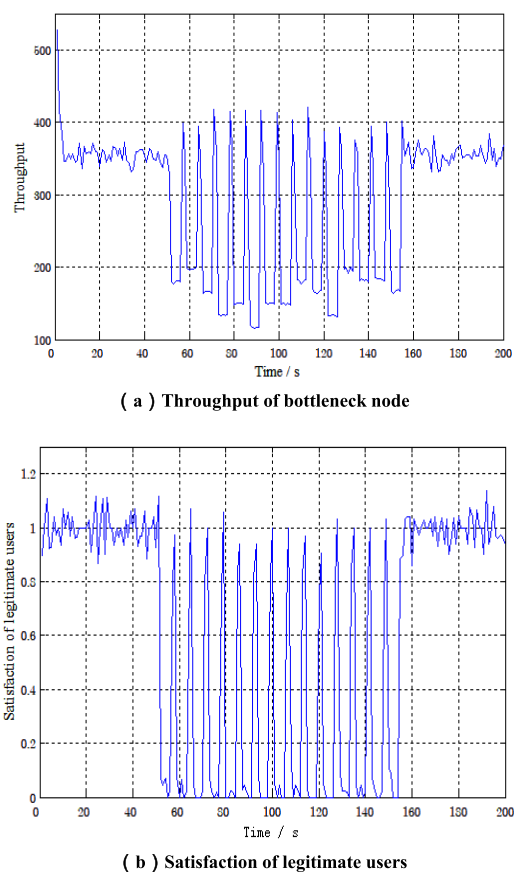 500
400
300
200
100
Throughput
0 20 40 60 80 100 120 140 160 180 200
Time / s
（a）Throughput of bottleneck node
1.2
1
0.8
0.6
0.4
0.2
0
Satisfaction of legitimate users
0 20 40 60 80 100 120 140 160 180 200
Time / s
（b）Satisfaction of legitimate users